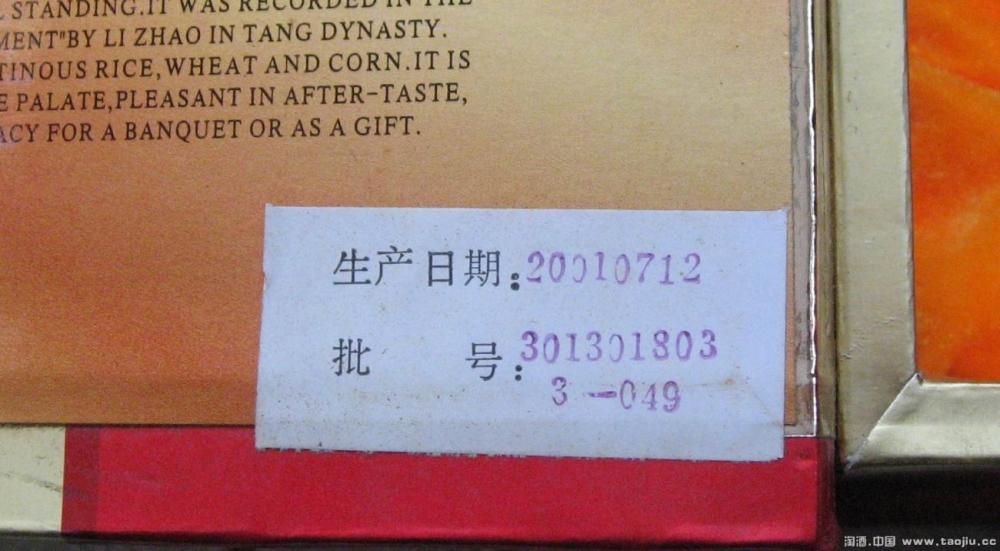 STANDING.IT WAS RECORDED IN THE
MENT"BY LI ZHAO IN TANG DYNASTY.
TINOUS RICE,WHEAT AND CORN.IT IS
E PALATE,PLEASANT IN AFTER-TASTE,
ACY FOR A BANQUET OR AS A GIFT.
生产日期:20010712
批 号:301301803
3 -049
淘酒.中国 www.taojiu.cc